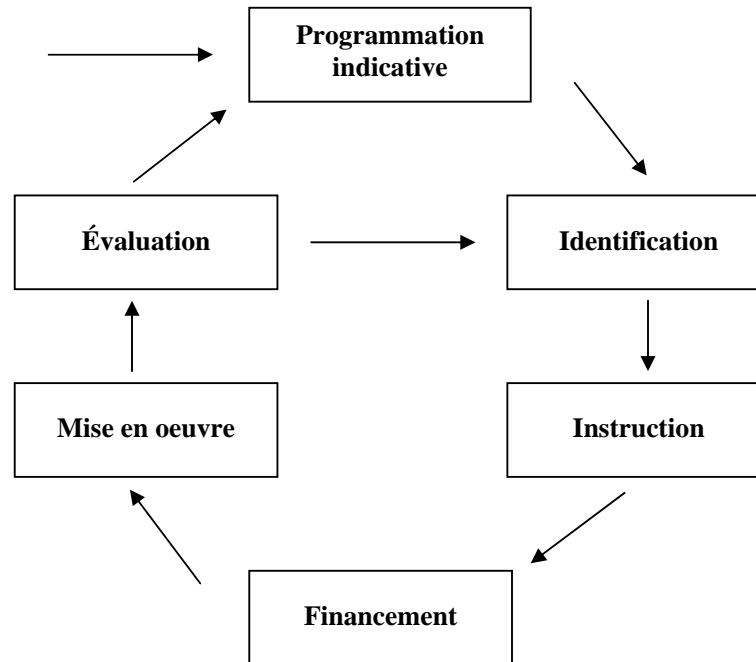 Programmation
indicative
Évaluation
Identification
Mise en oeuvre
Instruction
Financement